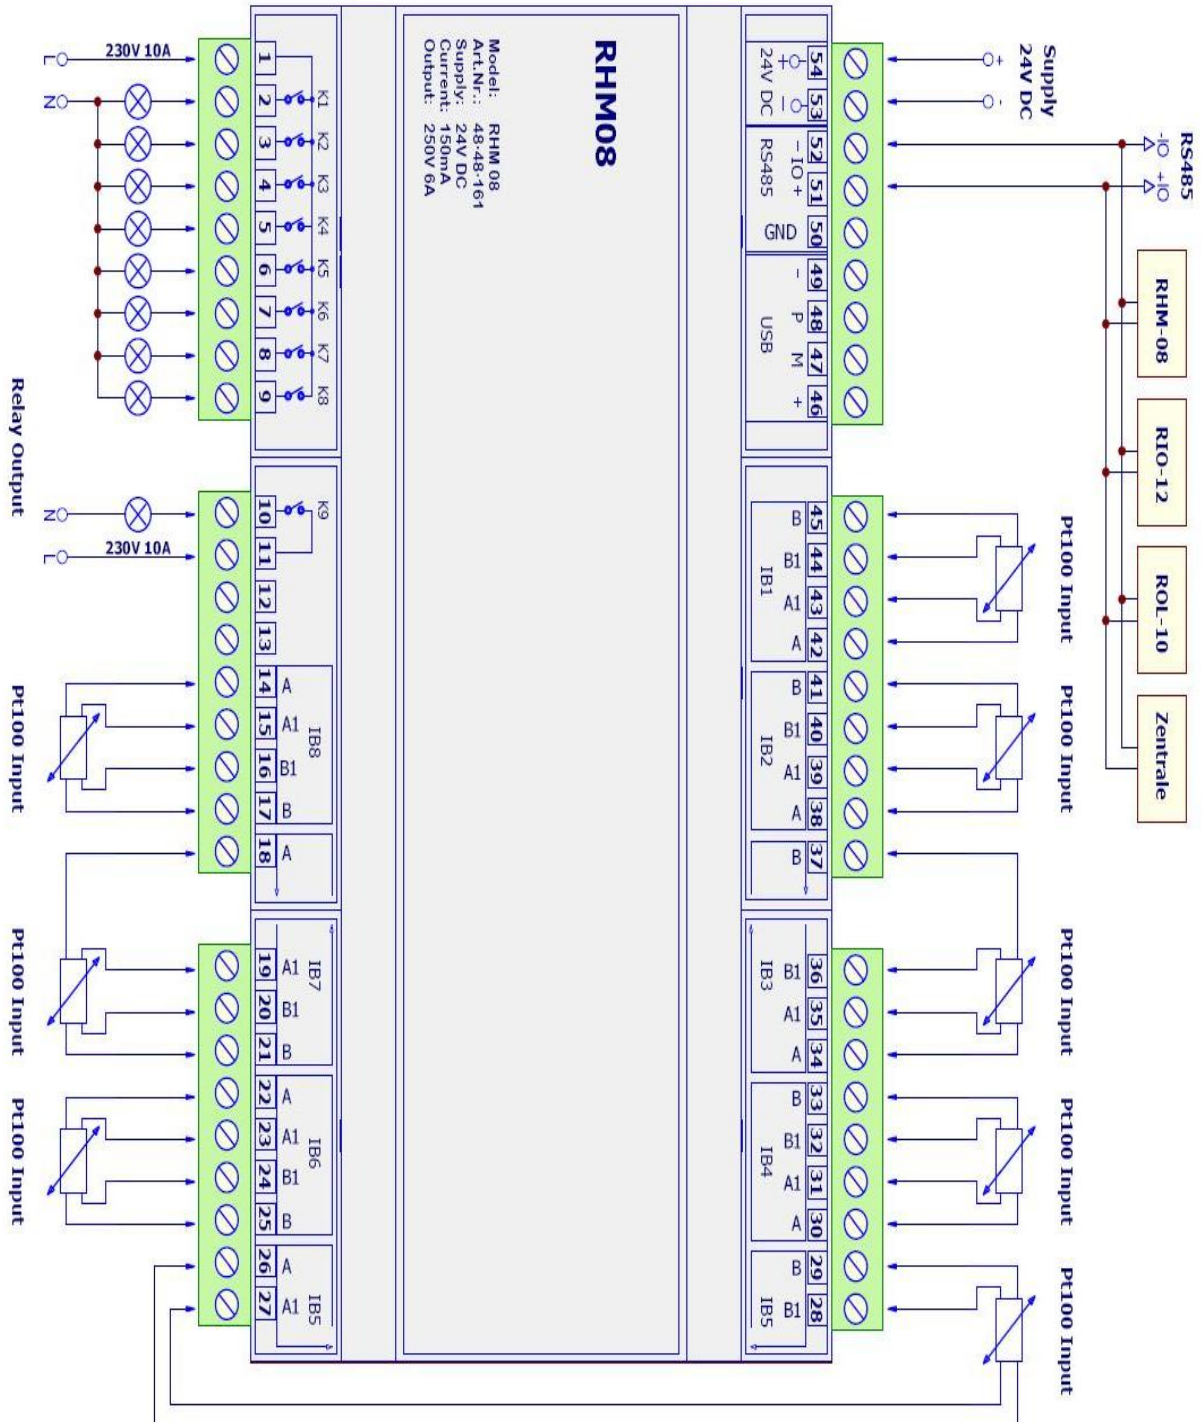 Supply
24V DC
+
-
RS485
-IO +IO
RHM-08
RIO-12
ROL-10
Zentrale
54 53 52 51 50 49 48 47 46
+ − − IO + GND - P M +
24V DC RS485 USB
45 44 43 42 41 40 39 38 37
B B1 A1 A B B1 A1 A B
IB1 IB2
36 35 34 33 32 31 30 29 28
B1 A1 A B B1 A1 A B B1
IB3 IB4 IB5
Pt100 Input
Pt100 Input
Pt100 Input
Pt100 Input
Pt100 Input
RHM08
Model: RHM 08
Art.Nr.: 48-48-161
Supply: 24V DC
Current: 150mA
Output: 250V 6A
K1 K2 K3 K4 K5 K6 K7 K8
1 2 3 4 5 6 7 8 9
K9
10 11 12 13 14 15 16 17 18
A A1 B1 B A
IB8
IB7 IB6 IB5
A1 B1 B A A1 B1 B A A1
19 20 21 22 23 24 25 26 27
230V 10A
L
N
N
230V 10A
L
Relay Output
Pt100 Input
Pt100 Input
Pt100 Input